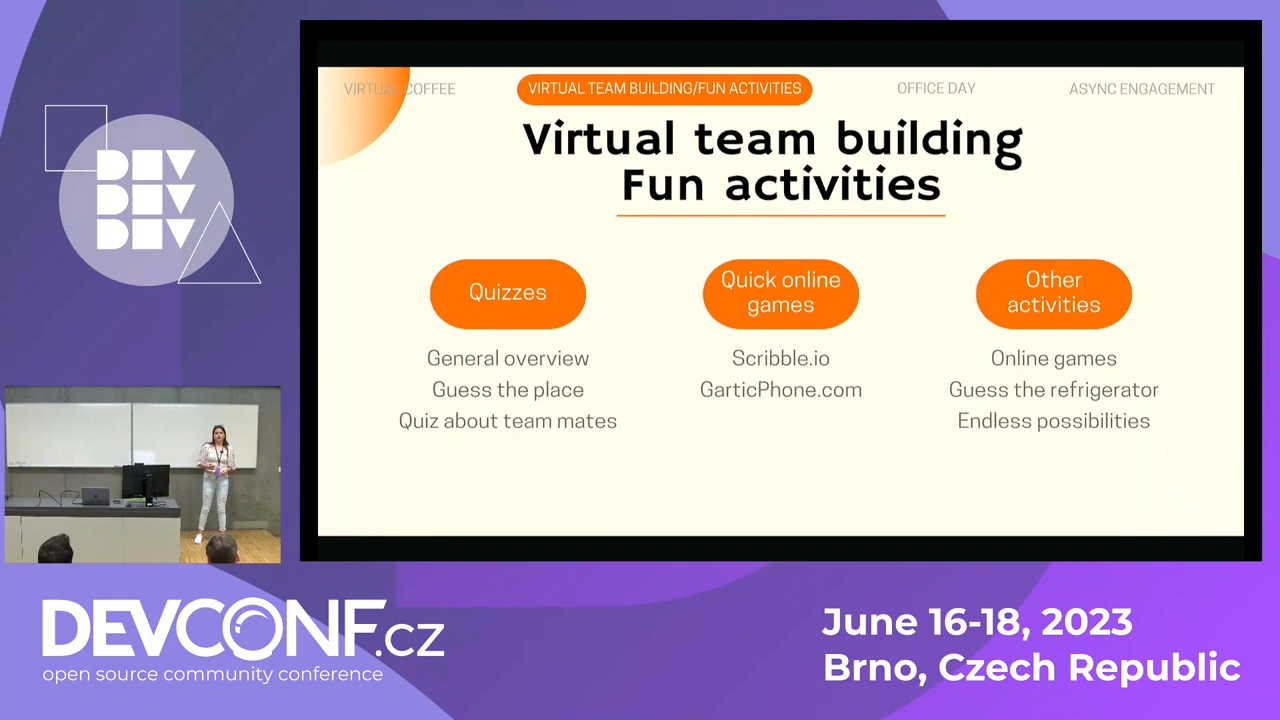 DEV
DEV
DEV
VIRTUAL COFFEE
VIRTUAL TEAM BUILDING/FUN ACTIVITIES
OFFICE DAY
ASYNC ENGAGEMENT
Virtual team building
Fun activities
Quizzes
General overview
Guess the place
Quiz about team mates
Quick online
games
Scribble.io
GarticPhone.com
Other
activities
Online games
Guess the refrigerator
Endless possibilities
DEVCONF.cz
open source community conference
June 16-18, 2023
Brno, Czech Republic